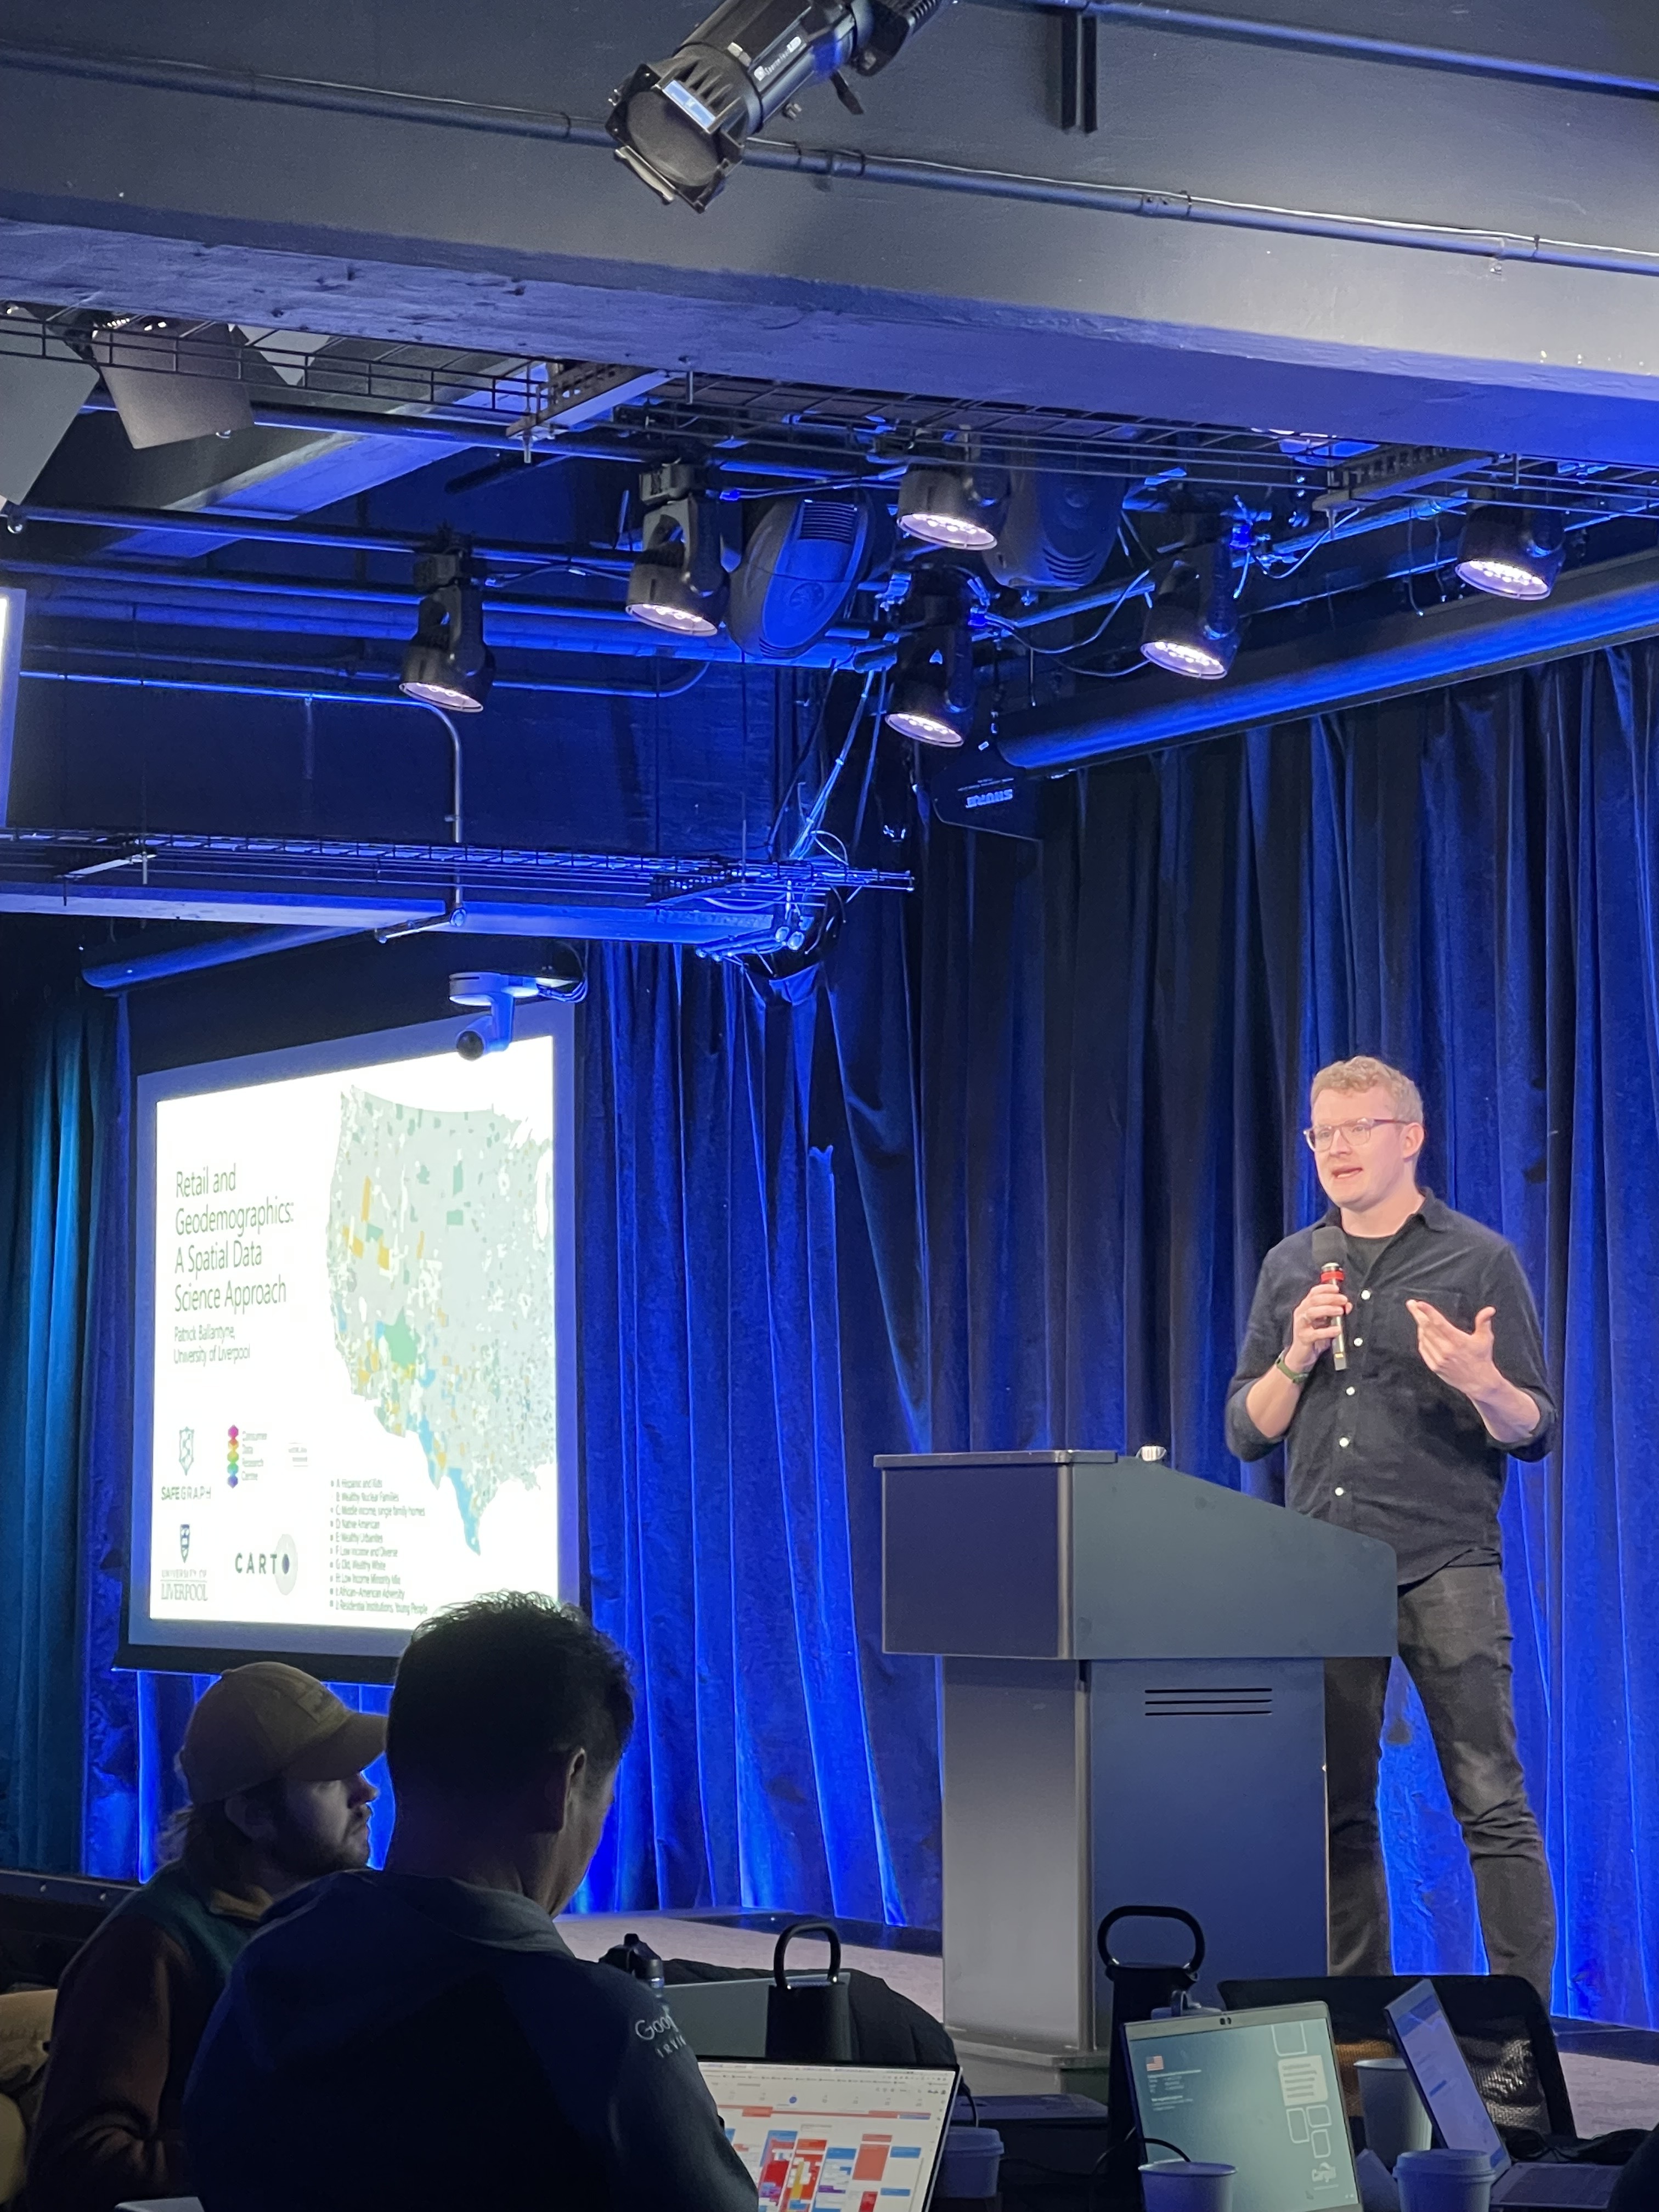 SHURE
Retail and
Geodemographics:
A Spatial Data
Science Approach
Patrick Ballantyne,
University of Liverpool
SAFEGRAPH
Consumer
Data
Research
Centre
UNIVERSITY OF
LIVERPOOL
CARTO
A: Hispanic and Kids
B: Wealthy Nuclear Families
C: Middle Income, single family homes
D: Native American
E: Wealthy Urbanites
F: Low Income and Diverse
G: Old, Wealthy White
H: Low Income Minority Mix
I: African-American Adversity
J: Residential Institutions, Young People